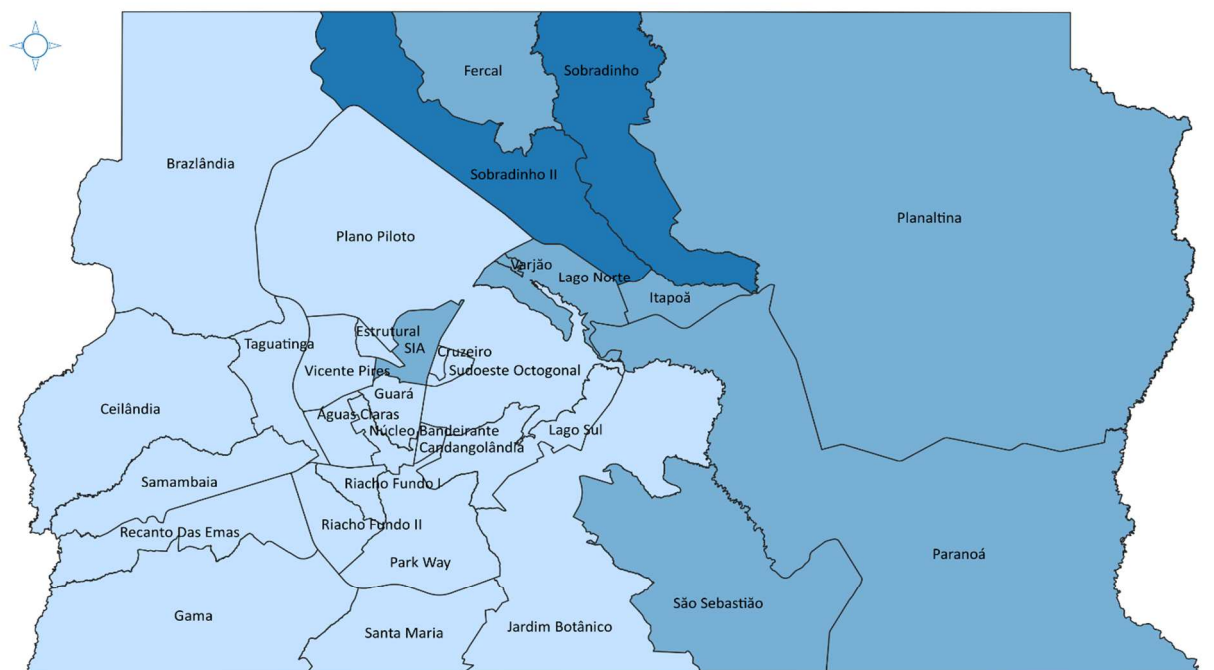 Fercal
Sobradinho
Brazlândia
Sobradinho II
Planaltina
Plano Piloto
Varjão
Lago Norte
Itapoã
Estrutural
SIA
Taguatinga
Cruzeiro
Vicente Pires
Sudoeste Octogonal
Guará
Ceilândia
Águas Claras
Núcleo Bandeirante
Lago Sul
Candangolândia
Samambaia
Riacho Fundo I
Riacho Fundo II
Recanto Das Emas
Park Way
Paranoá
São Sebastião
Gama
Jardim Botânico
Santa Maria